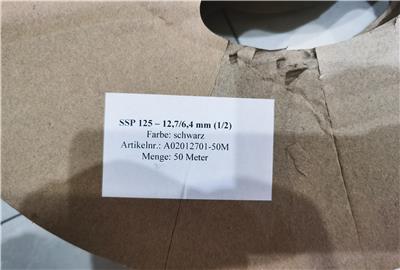 SSP 125 – 12,7/6,4 mm (1/2)
Farbe: schwarz
Artikelnr.: A02012701-50M
Menge: 50 Meter